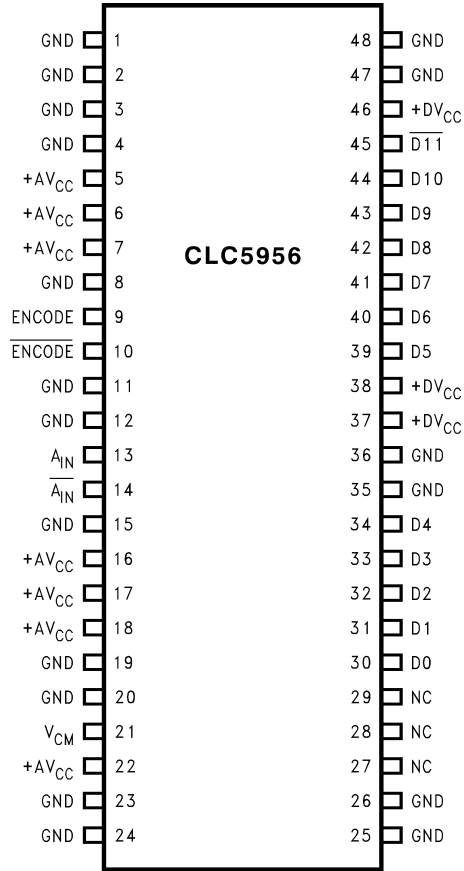 GND 1 48 GND
GND 2 47 GND
GND 3 46 +DVCC
GND 4 45 D̅1̅1̅
+AVCC 5 44 D10
+AVCC 6 43 D9
+AVCC 7 42 D8
CLC5956
GND 8 41 D7
ENCODE 9 40 D6
E̅N̅C̅O̅D̅E̅ 10 39 D5
GND 11 38 +DVCC
GND 12 37 +DVCC
AIN 13 36 GND
A̅I̅N̅ 14 35 GND
GND 15 34 D4
+AVCC 16 33 D3
+AVCC 17 32 D2
+AVCC 18 31 D1
GND 19 30 D0
GND 20 29 NC
VCM 21 28 NC
+AVCC 22 27 NC
GND 23 26 GND
GND 24 25 GND